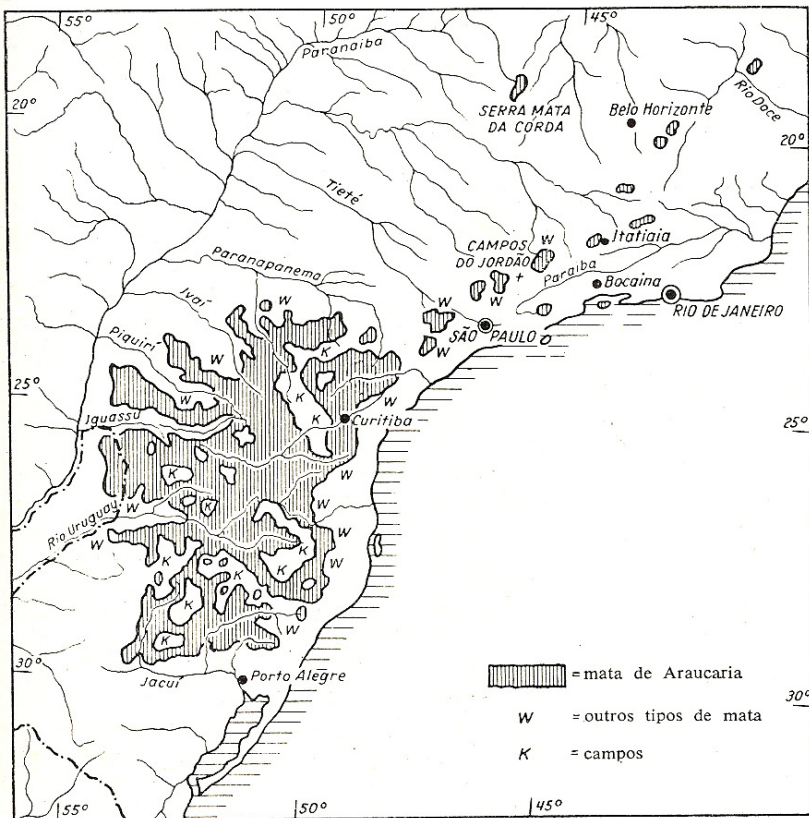 55°
50°
45°
Paranaiba
20°
SERRA MATA
DA CORDA
Belo Horizonte
Rio Doce
20°
Tieté
CAMPOS
DO JORDÃO
W
Itatiaia
Paranapanema
Paraiba
Bocaina
RIO DE JANEIRO
Ivaí
W
W
W
SÃO PAULO
W
Piquirí
W
K
25°
W
K
W
Iguassu
K
Curitiba
25°
K
W
W
K
W
Rio Uruguay
W
W
K
K
K
K
W
K
W
K
30°
Jacuí
Porto Alegre
= mata de Araucaria
30°
W = outros tipos de mata
K = campos
55°
50°
45°